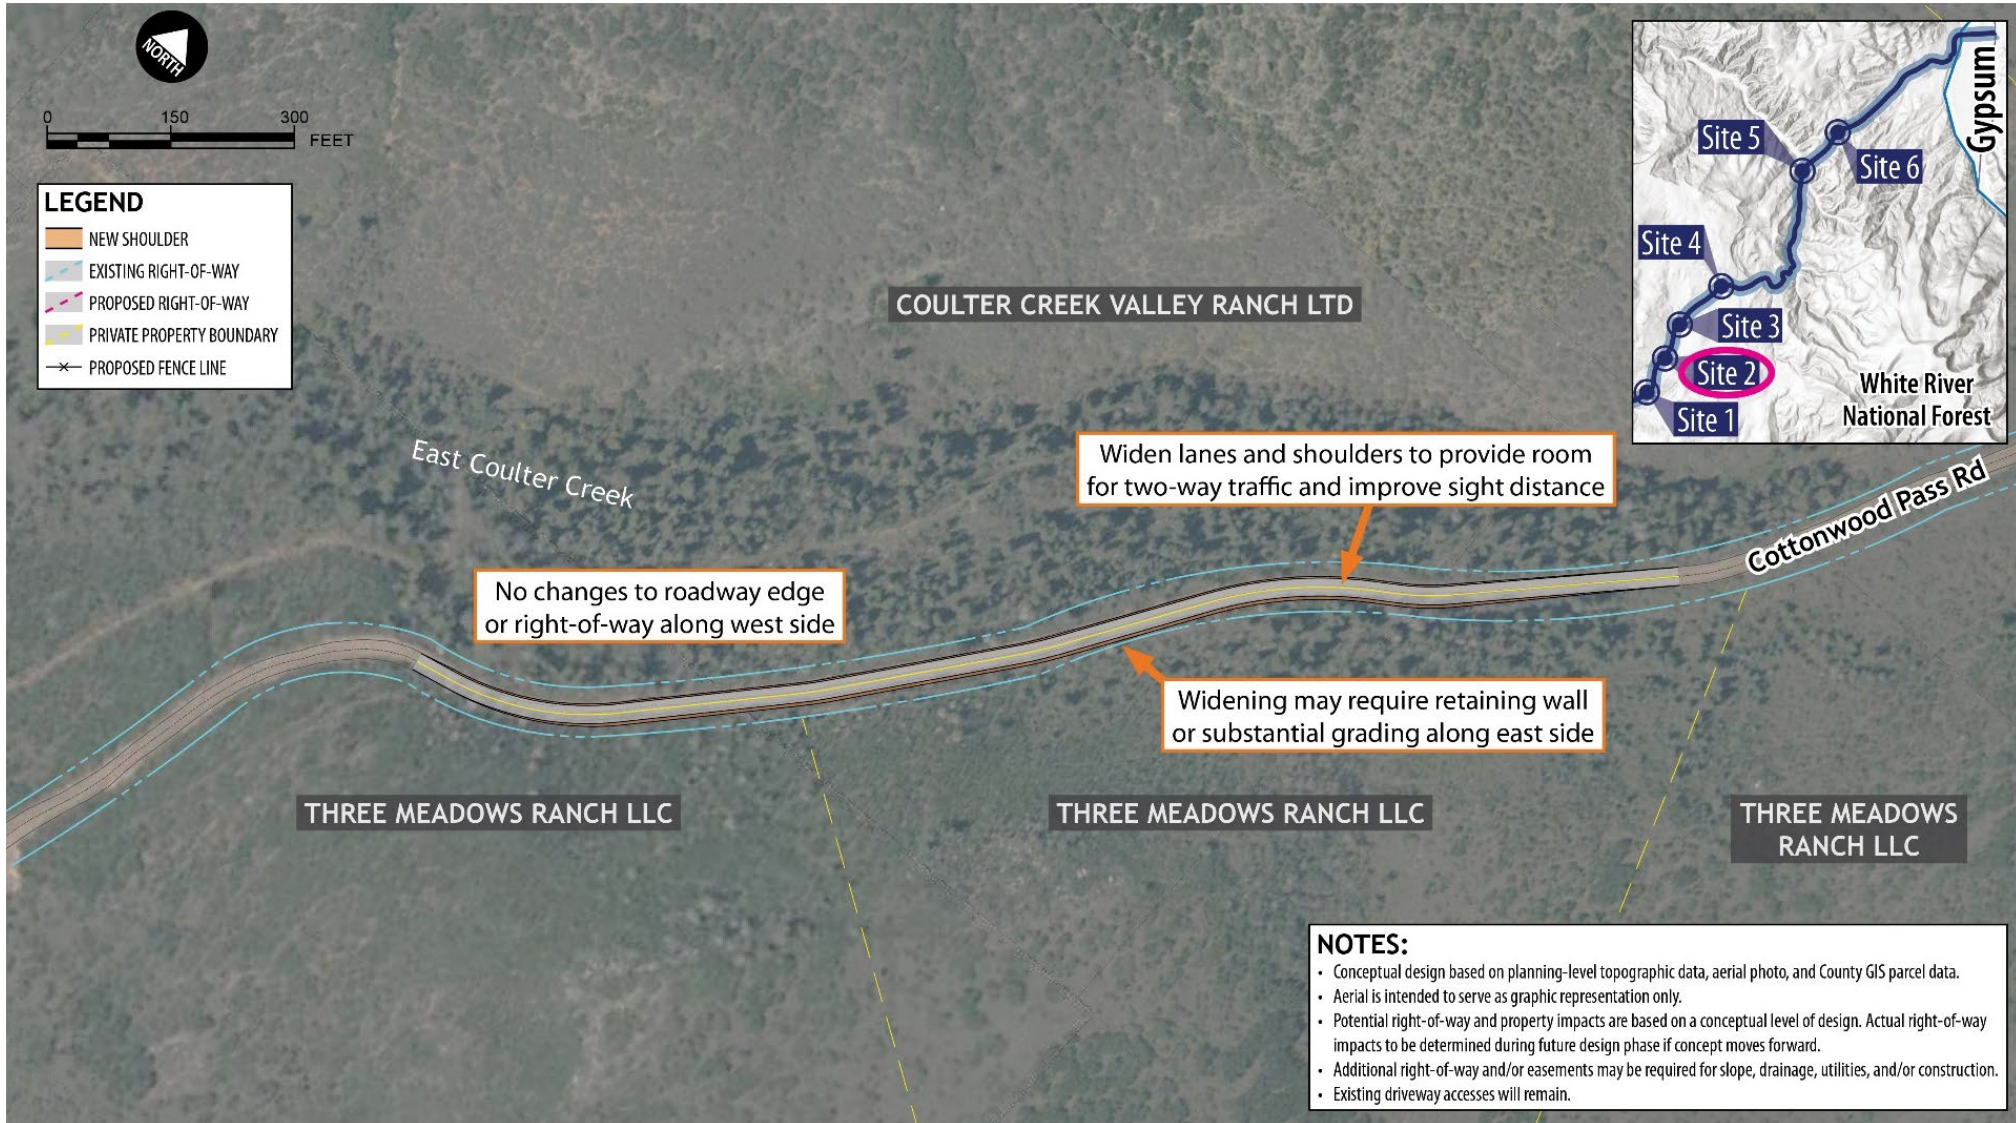 NORTH
0 150 300
FEET
LEGEND
NEW SHOULDER
EXISTING RIGHT-OF-WAY
PROPOSED RIGHT-OF-WAY
PRIVATE PROPERTY BOUNDARY
PROPOSED FENCE LINE
COULTER CREEK VALLEY RANCH LTD
East Coulter Creek
Gypsum
Site 5
Site 6
Site 4
Site 3
Site 2
Site 1
White River
National Forest
Widen lanes and shoulders to provide room
for two-way traffic and improve sight distance
Cottonwood Pass Rd
No changes to roadway edge
or right-of-way along west side
Widening may require retaining wall
or substantial grading along east side
THREE MEADOWS RANCH LLC
THREE MEADOWS RANCH LLC
THREE MEADOWS
RANCH LLC
NOTES:
• Conceptual design based on planning-level topographic data, aerial photo, and County GIS parcel data.
• Aerial is intended to serve as graphic representation only.
• Potential right-of-way and property impacts are based on a conceptual level of design. Actual right-of-way
impacts to be determined during future design phase if concept moves forward.
• Additional right-of-way and/or easements may be required for slope, drainage, utilities, and/or construction.
• Existing driveway accesses will remain.